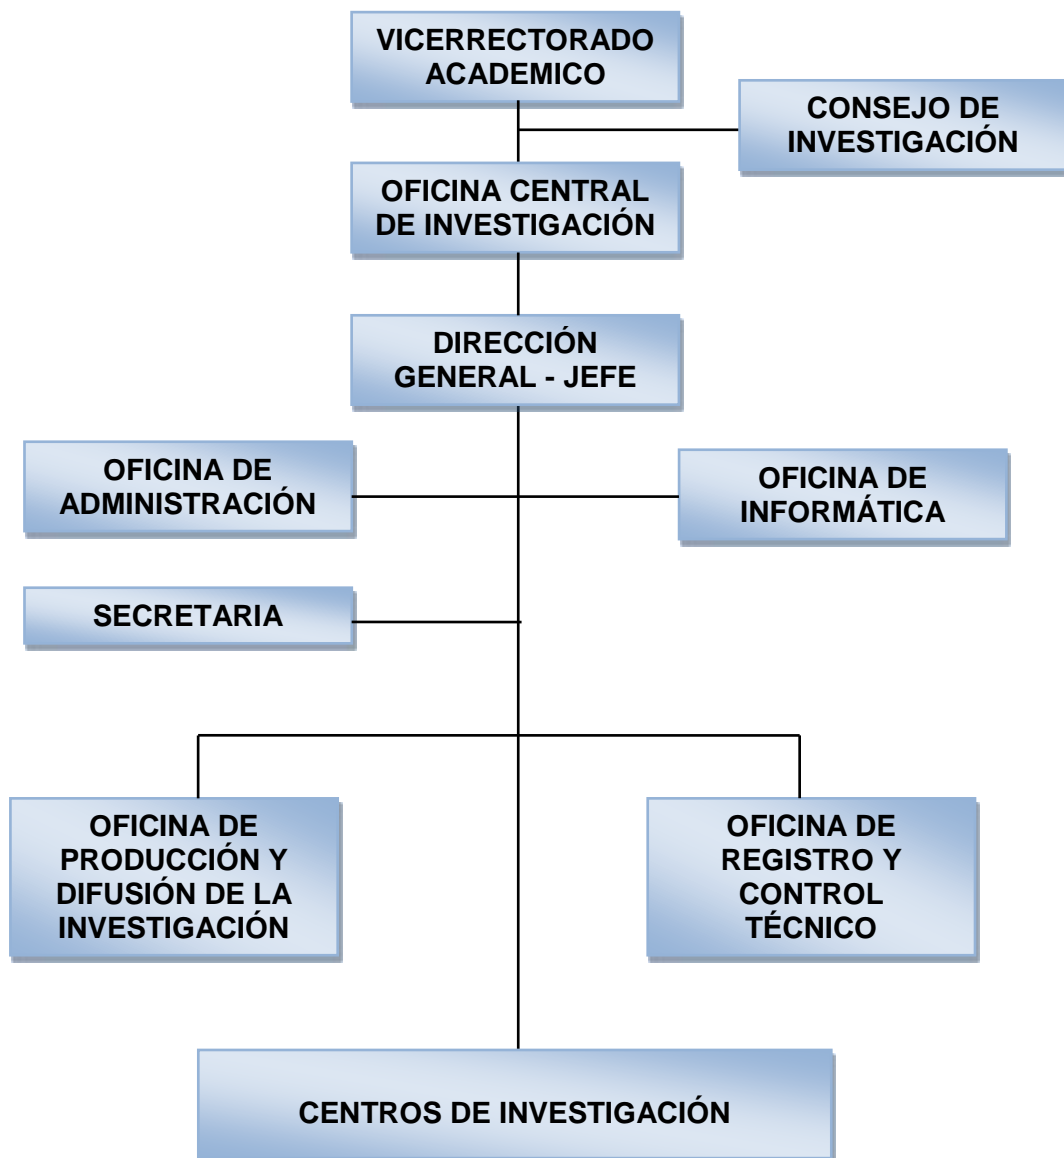 VICERRECTORADO
ACADEMICO
CONSEJO DE
INVESTIGACIÓN
OFICINA CENTRAL
DE INVESTIGACIÓN
DIRECCIÓN
GENERAL - JEFE
OFICINA DE
ADMINISTRACIÓN
OFICINA DE
INFORMÁTICA
SECRETARIA
OFICINA DE
PRODUCCIÓN Y
DIFUSIÓN DE LA
INVESTIGACIÓN
OFICINA DE
REGISTRO Y
CONTROL
TÉCNICO
CENTROS DE INVESTIGACIÓN